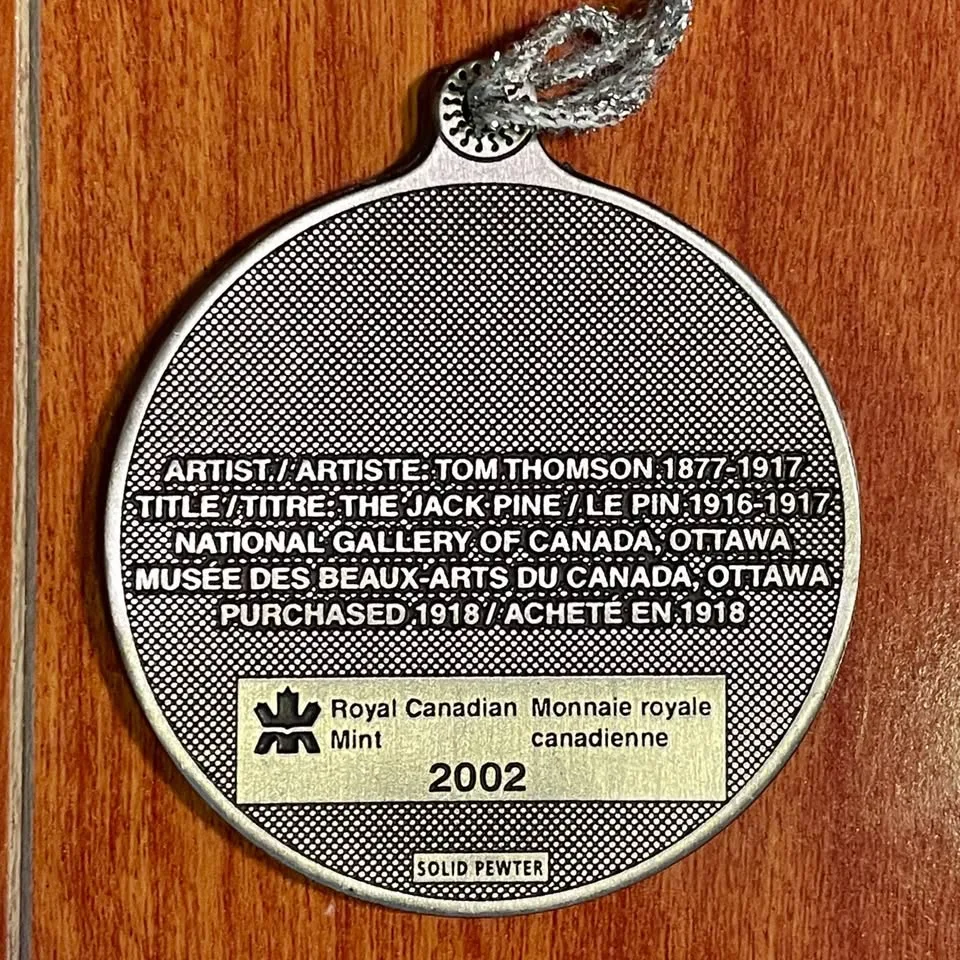 ARTIST / ARTISTE: TOM THOMSON 1877-1917
TITLE / TITRE: THE JACK PINE / LE PIN 1916-1917
NATIONAL GALLERY OF CANADA, OTTAWA
MUSÉE DES BEAUX-ARTS DU CANADA, OTTAWA
PURCHASED 1918 / ACHETÉ EN 1918
Royal Canadian Monnaie royale
Mint canadienne
2002
SOLID PEWTER